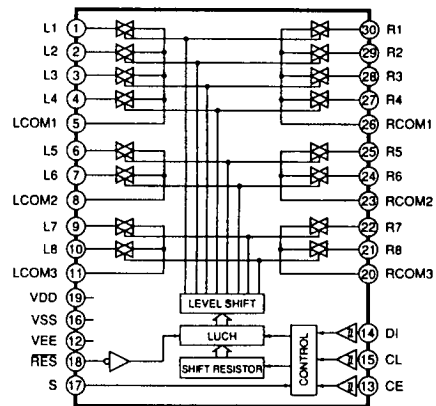 L1 1 30 R1
L2 2 29 R2
L3 3 28 R3
L4 4 27 R4
LCOM1 5 26 RCOM1
L5 6 25 R5
L6 7 24 R6
LCOM2 8 23 RCOM2
L7 9 22 R7
L8 10 21 R8
LCOM3 11 20 RCOM3
VDD 19
LEVEL SHIFT
VSS 16
VEE 12
LUCH
CONTROL
14 DI
RES 18
SHIFT RESISTOR
15 CL
S 17
13 CE